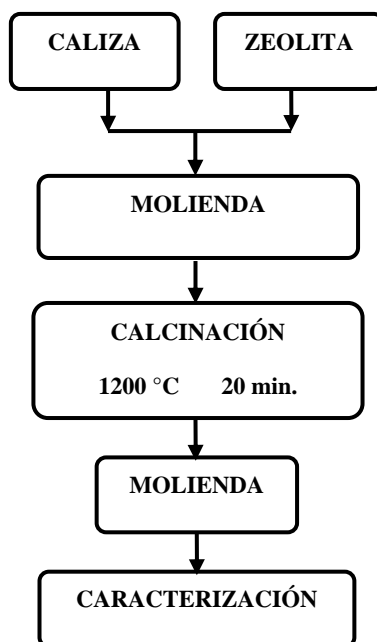 CALIZA
ZEOLITA
MOLIENDA
CALCINACIÓN
1200 °C 20 min.
MOLIENDA
CARACTERIZACIÓN